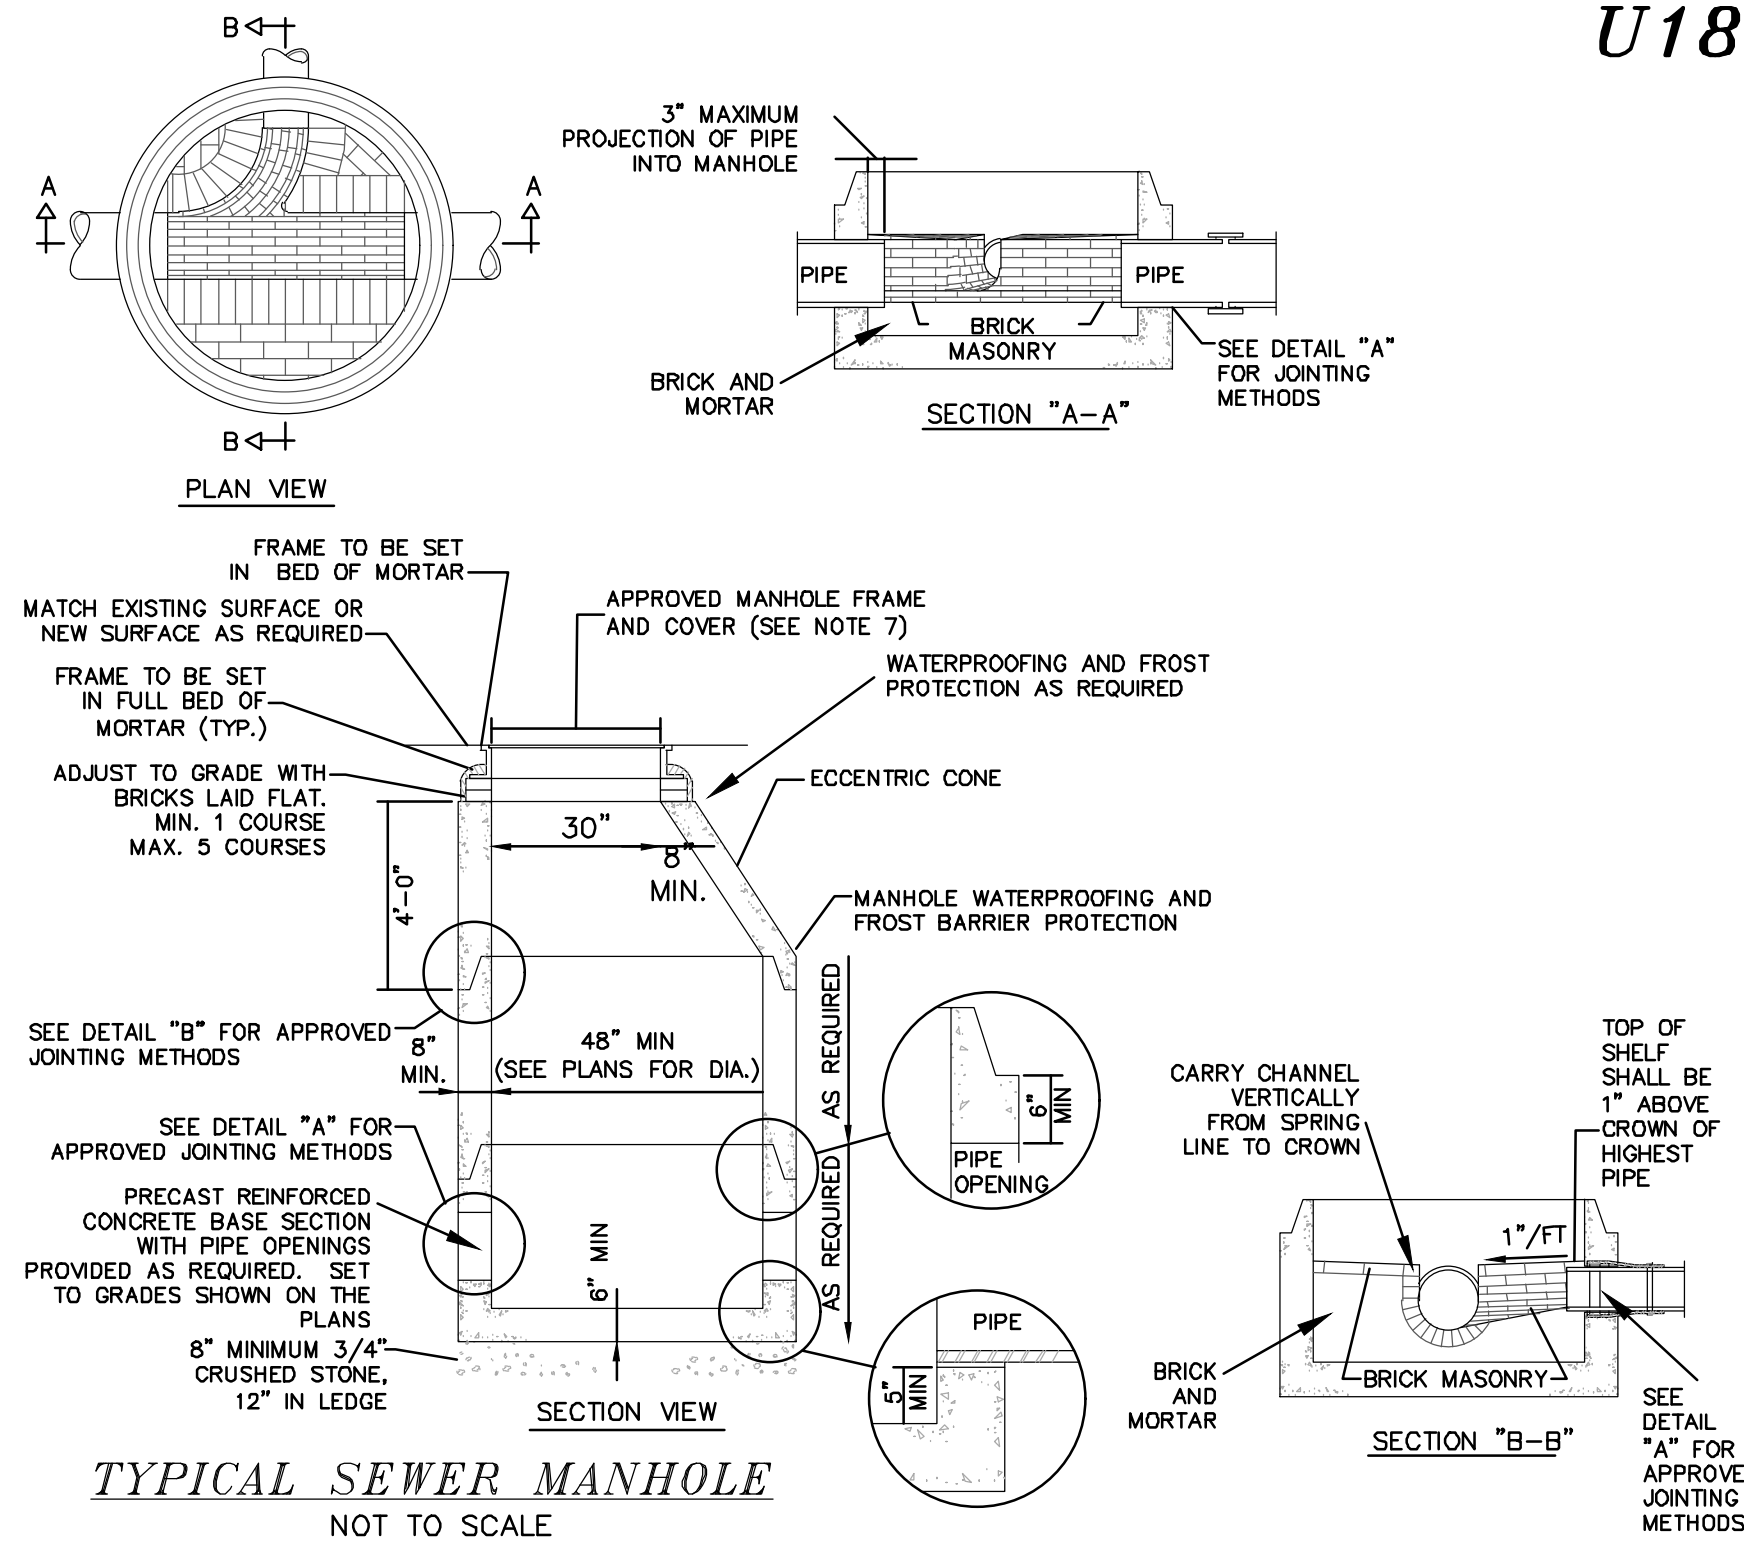 U18
B
A
A
B
PLAN VIEW
3" MAXIMUM
PROJECTION OF PIPE
INTO MANHOLE
PIPE
PIPE
BRICK
MASONRY
BRICK AND
MORTAR
SEE DETAIL "A"
FOR JOINTING
METHODS
SECTION "A-A"
FRAME TO BE SET
IN BED OF MORTAR
MATCH EXISTING SURFACE OR
NEW SURFACE AS REQUIRED
FRAME TO BE SET
IN FULL BED OF
MORTAR (TYP.)
ADJUST TO GRADE WITH
BRICKS LAID FLAT.
MIN. 1 COURSE
MAX. 5 COURSES
APPROVED MANHOLE FRAME
AND COVER (SEE NOTE 7)
WATERPROOFING AND FROST
PROTECTION AS REQUIRED
ECCENTRIC CONE
30"
8"
MIN.
4'-0"
MANHOLE WATERPROOFING AND
FROST BARRIER PROTECTION
SEE DETAIL "B" FOR APPROVED
JOINTING METHODS
8"
MIN.
48" MIN
(SEE PLANS FOR DIA.)
AS REQUIRED
AS REQUIRED
SEE DETAIL "A" FOR
APPROVED JOINTING METHODS
PRECAST REINFORCED
CONCRETE BASE SECTION
WITH PIPE OPENINGS
PROVIDED AS REQUIRED. SET
TO GRADES SHOWN ON THE
PLANS
8" MINIMUM 3/4"
CRUSHED STONE,
12" IN LEDGE
6" MIN
6"
MIN
PIPE
OPENING
PIPE
5"
MIN
SECTION VIEW
CARRY CHANNEL
VERTICALLY
FROM SPRING
LINE TO CROWN
TOP OF
SHELF
SHALL BE
1" ABOVE
CROWN OF
HIGHEST
PIPE
1"/FT
BRICK
AND
MORTAR
BRICK MASONRY
SEE
DETAIL
"A" FOR
APPROVE
JOINTING
METHODS
SECTION "B-B"
TYPICAL SEWER MANHOLE
NOT TO SCALE